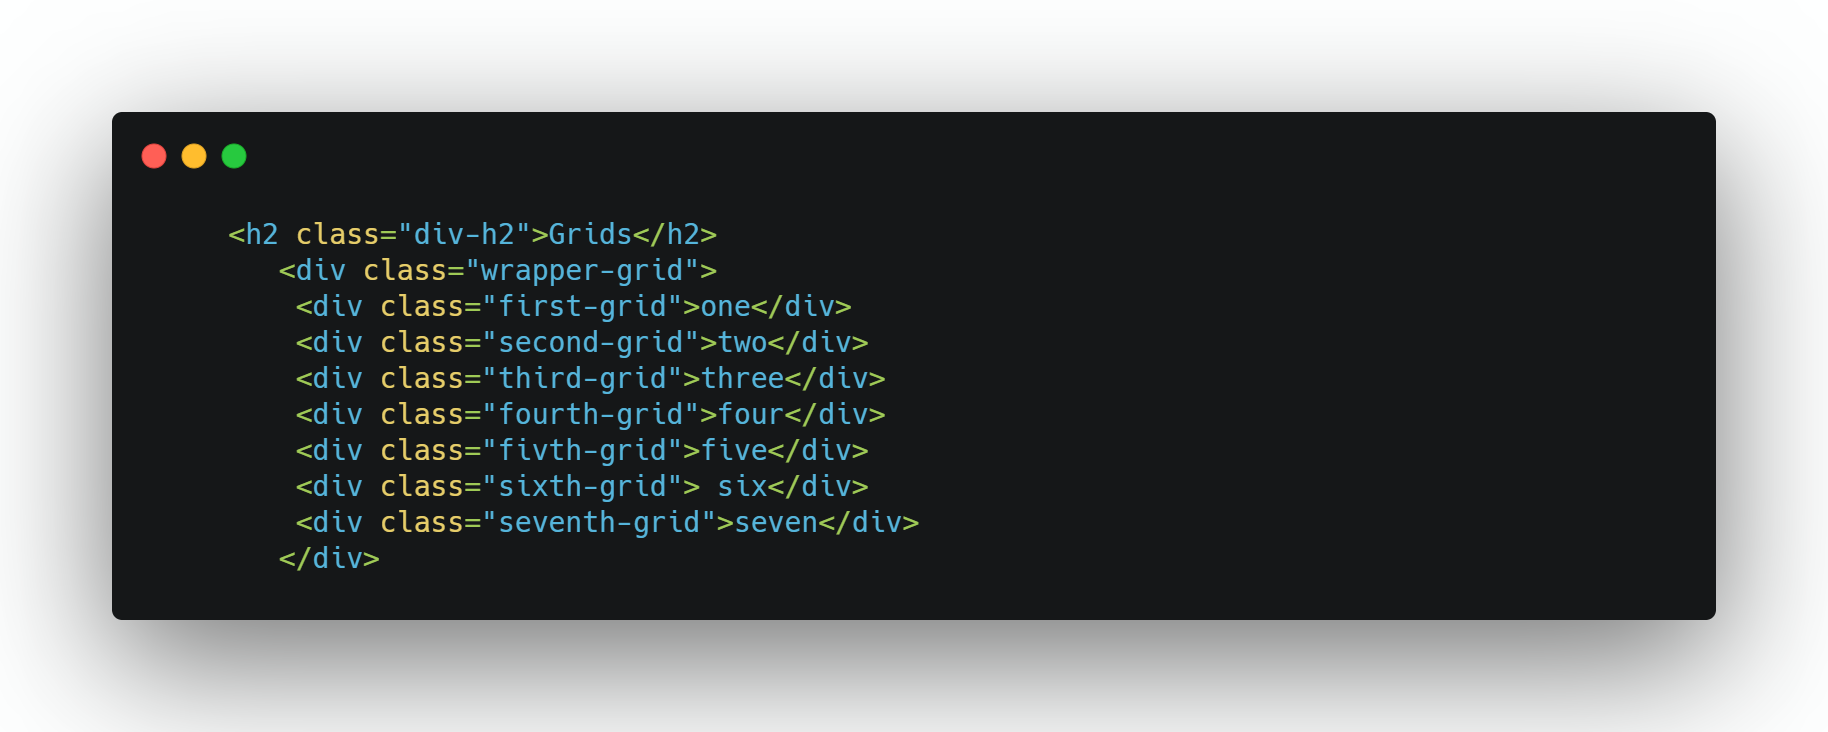 <h2 class="div-h2">Grids</h2>
<div class="wrapper-grid">
<div class="first-grid">one</div>
<div class="second-grid">two</div>
<div class="third-grid">three</div>
<div class="fourth-grid">four</div>
<div class="fivth-grid">five</div>
<div class="sixth-grid"> six</div>
<div class="seventh-grid">seven</div>
</div>